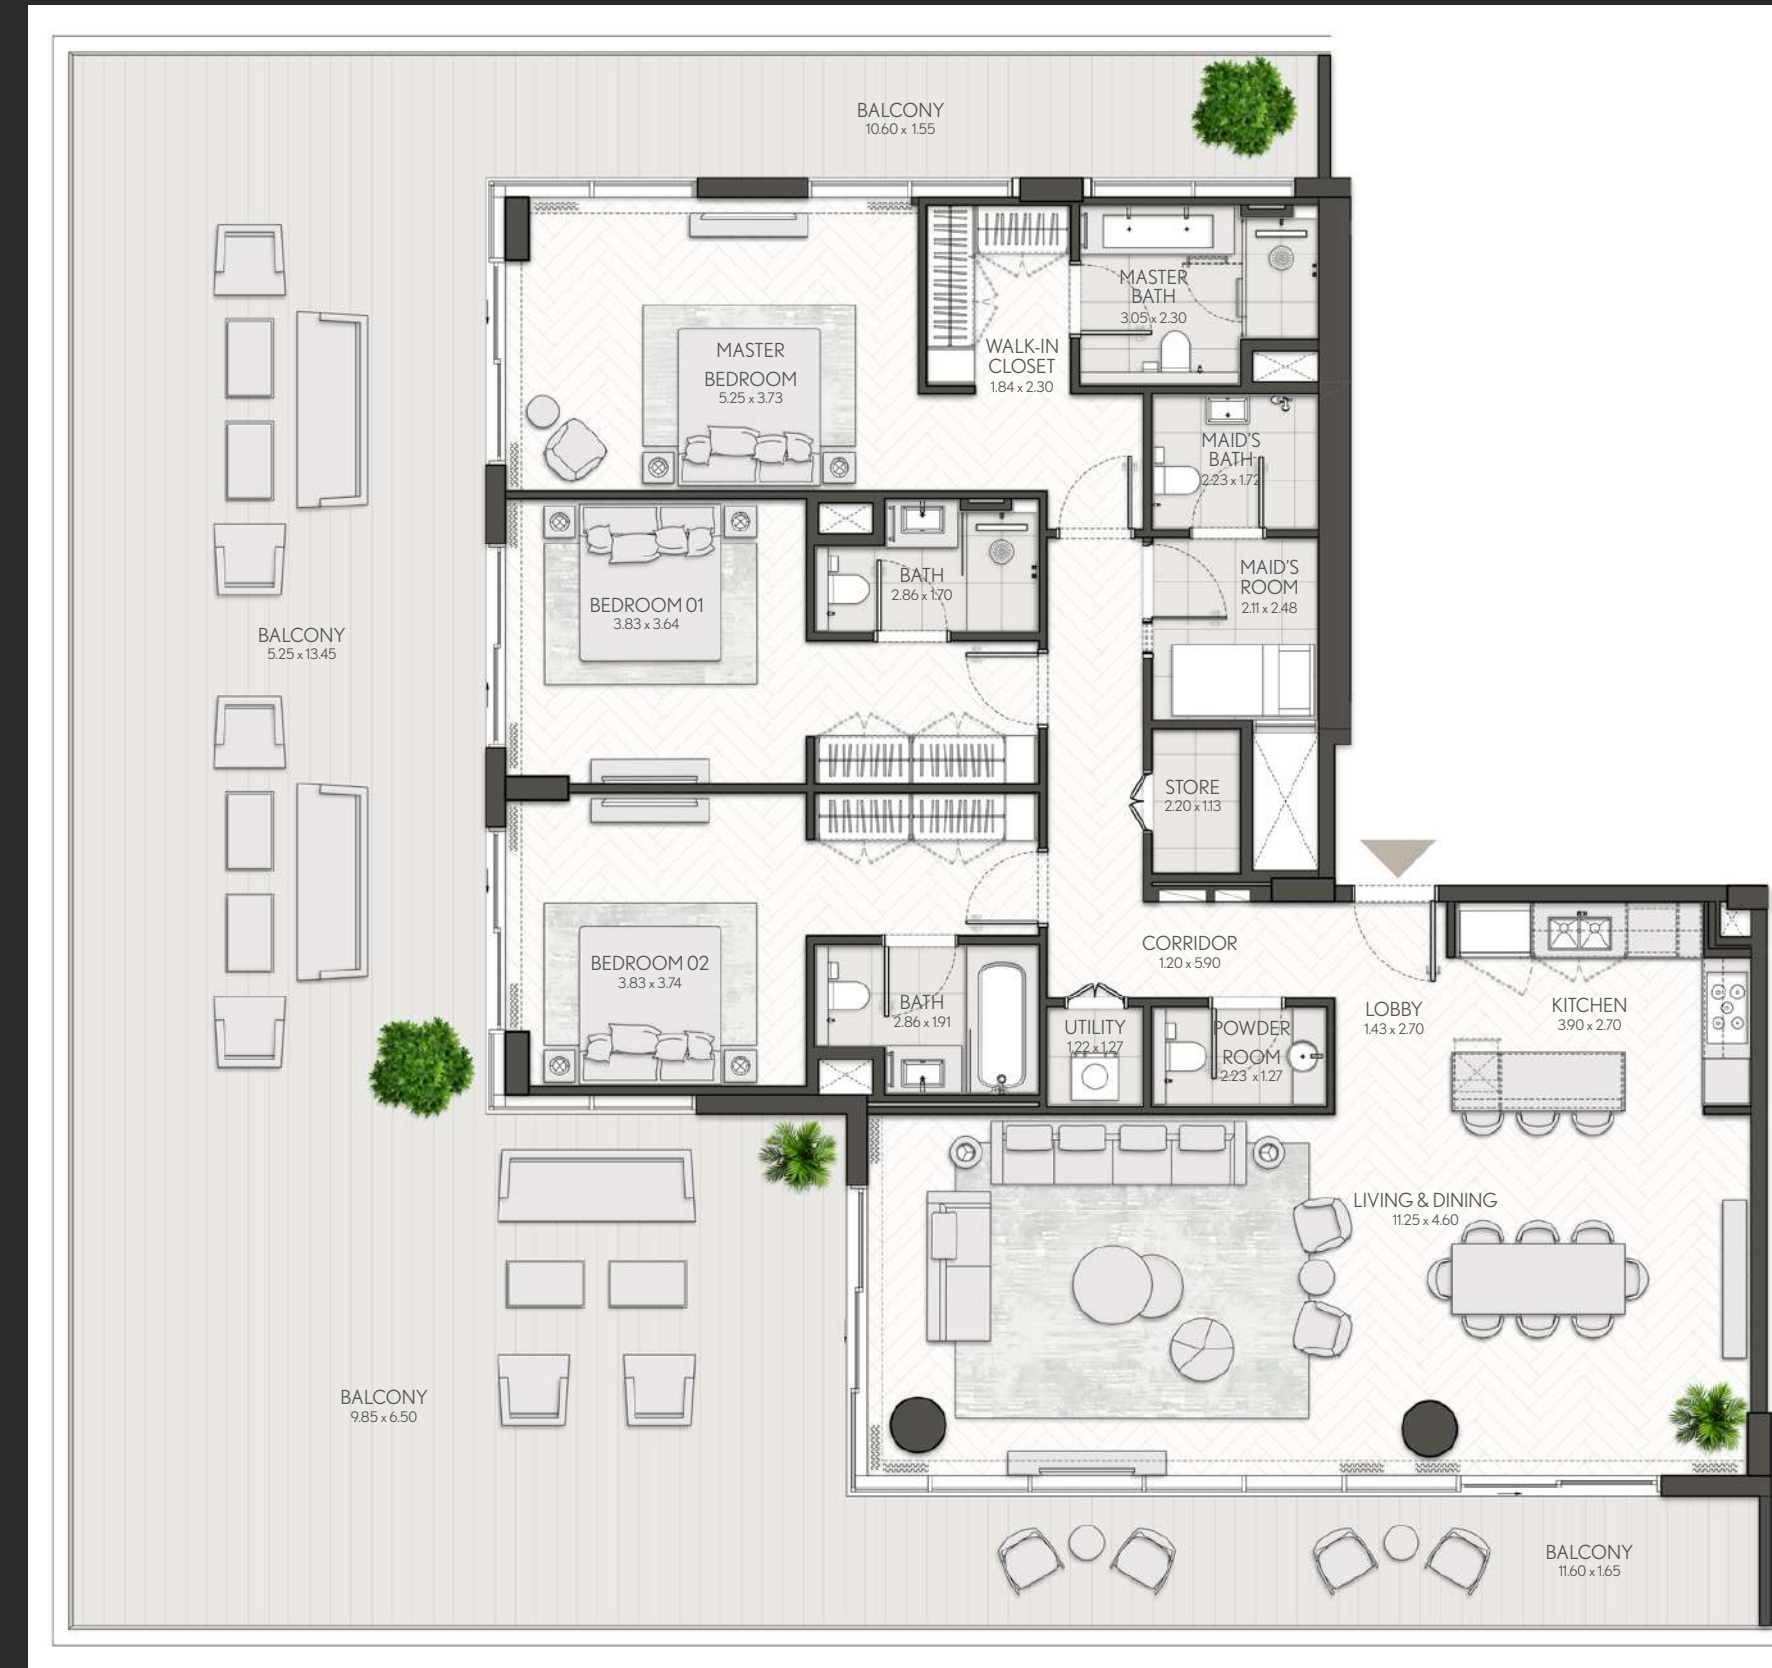 BALCONY
10.60 x 1.55
MASTER
BATH
3.05 x 2.30
WALK-IN
CLOSET
1.84 x 2.30
MASTER
BEDROOM
5.25 x 3.73
MAID'S
BATH
2.23 x 1.72
BEDROOM 01
3.83 x 3.64
BATH
2.86 x 1.70
MAID'S
ROOM
2.11 x 2.48
BALCONY
5.25 x 13.45
STORE
2.20 x 1.13
BEDROOM 02
3.83 x 3.74
CORRIDOR
1.20 x 5.90
BATH
2.86 x 1.91
UTILITY
1.22 x 1.27
POWDER
ROOM
2.23 x 1.27
LOBBY
1.43 x 2.70
KITCHEN
3.90 x 2.70
LIVING & DINING
11.25 x 4.60
BALCONY
9.85 x 6.50
BALCONY
11.60 x 1.65